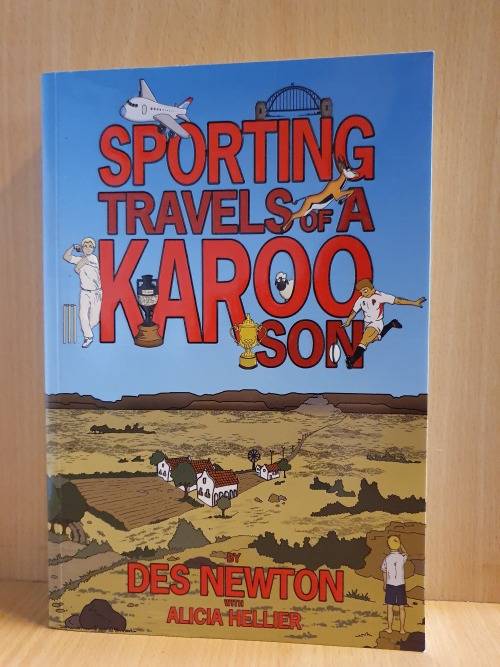 SPORTING
TRAVELS OF A
KAROO
SON
BY
DES NEWTON
WITH
ALICIA HELLIER